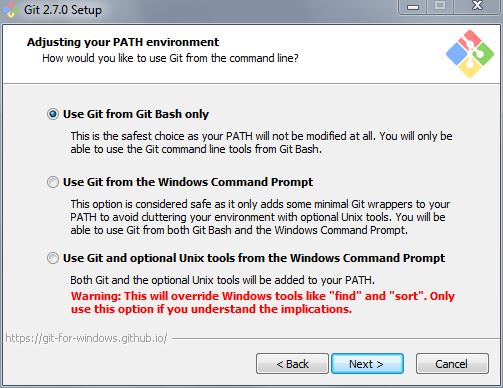 Git 2.7.0 Setup
Adjusting your PATH environment
How would you like to use Git from the command line?
Use Git from Git Bash only
This is the safest choice as your PATH will not be modified at all. You will only be
able to use the Git command line tools from Git Bash.
Use Git from the Windows Command Prompt
This option is considered safe as it only adds some minimal Git wrappers to your
PATH to avoid cluttering your environment with optional Unix tools. You will be
able to use Git from both Git Bash and the Windows Command Prompt.
Use Git and optional Unix tools from the Windows Command Prompt
Both Git and the optional Unix tools will be added to your PATH.
Warning: This will override Windows tools like "find" and "sort". Only
use this option if you understand the implications.
https://git-for-windows.github.io/
< Back
Next >
Cancel